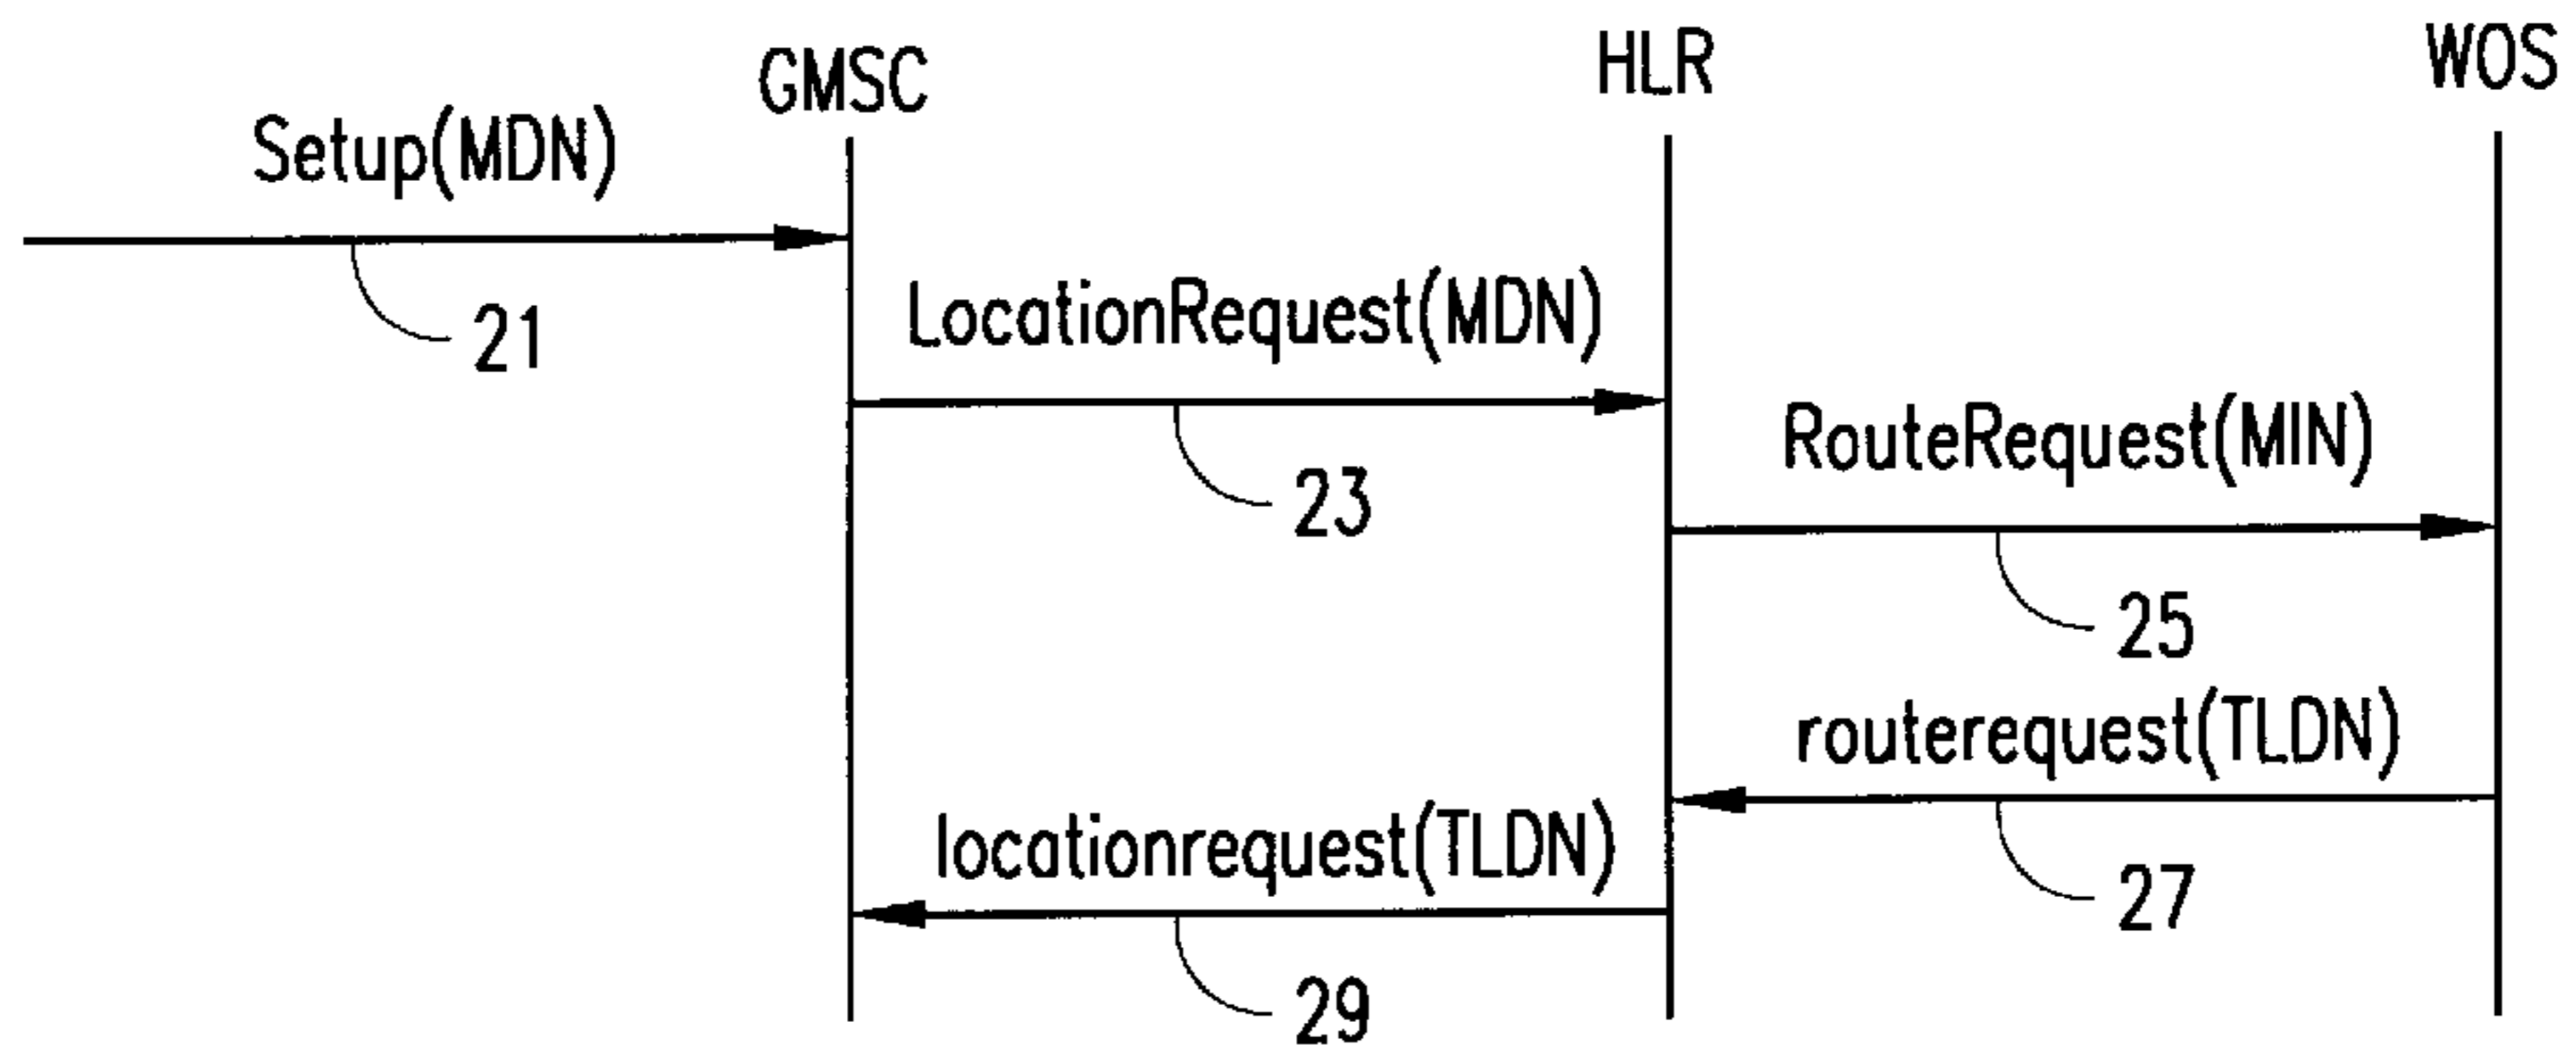 GMSC
HLR
WOS
Setup(MDN)
21
LocationRequest(MDN)
23
RouteRequest(MIN)
25
routerequest(TLDN)
27
locationrequest(TLDN)
29